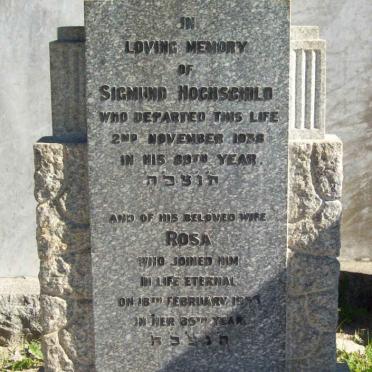 IN
LOVING MEMORY
OF
SIGMUND HOCHSCHILD
WHO DEPARTED THIS LIFE
2ND NOVEMBER 1938
IN HIS 89TH YEAR
ת נ צ ב ה
AND OF HIS BELOVED WIFE
ROSA
WHO JOINED HIM
IN LIFE ETERNAL
ON 18TH FEBRUARY
IN HER 85TH YEAR
ת נ צ ב ה